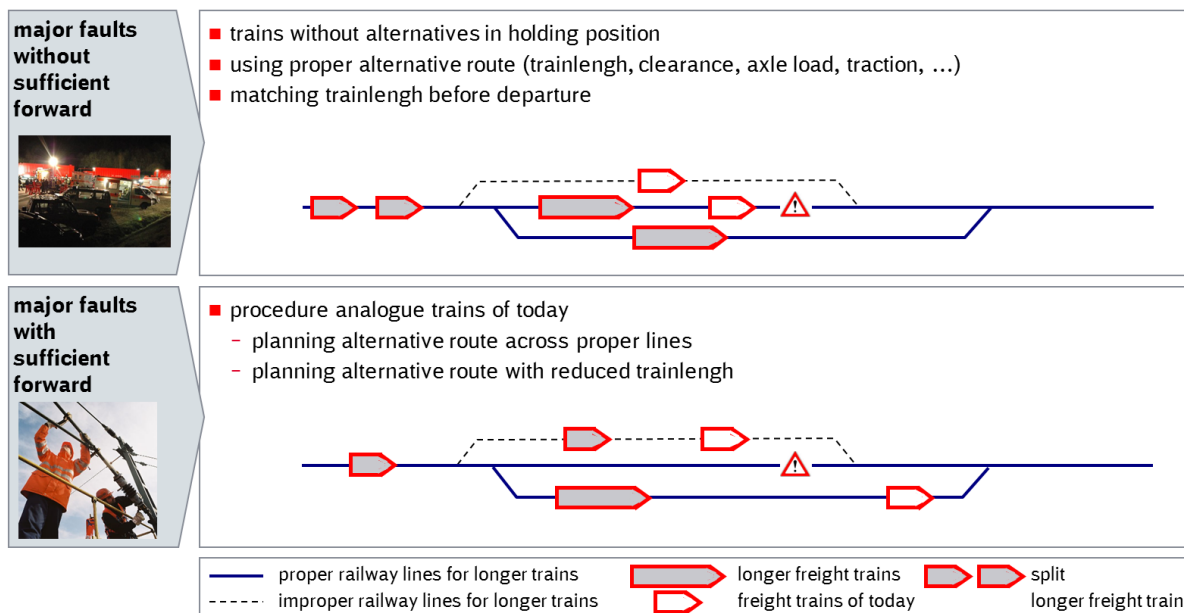 major faults
without
sufficient
forward
■ trains without alternatives in holding position
■ using proper alternative route (trainlengh, clearance, axle load, traction, …)
■ matching trainlengh before departure
!
major faults
with
sufficient
forward
■ procedure analogue trains of today
– planning alternative route across proper lines
– planning alternative route with reduced trainlengh
!
proper railway lines for longer trains
longer freight trains
split
improper railway lines for longer trains
freight trains of today
longer freight train